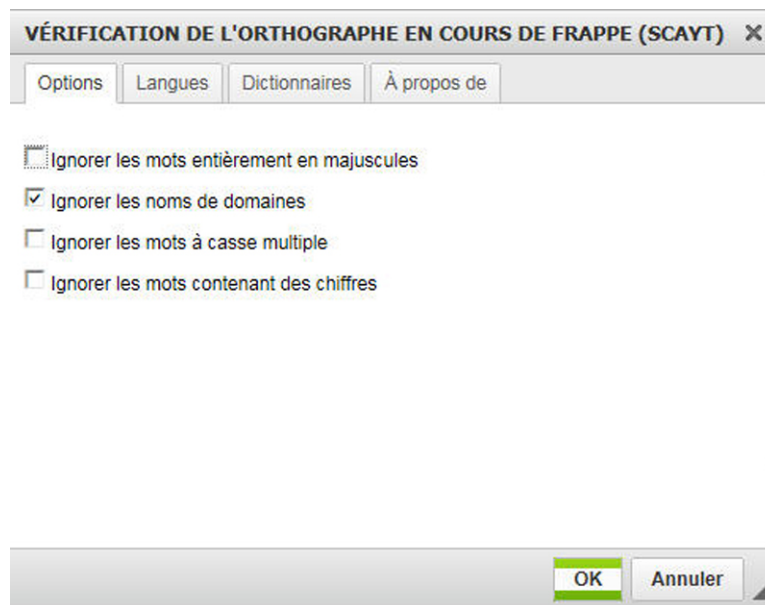 VÉRIFICATION DE L'ORTHOGRAPHE EN COURS DE FRAPPE (SCAYT)
Options Langues Dictionnaires À propos de
Ignorer les mots entièrement en majuscules
Ignorer les noms de domaines
Ignorer les mots à casse multiple
Ignorer les mots contenant des chiffres
OK Annuler